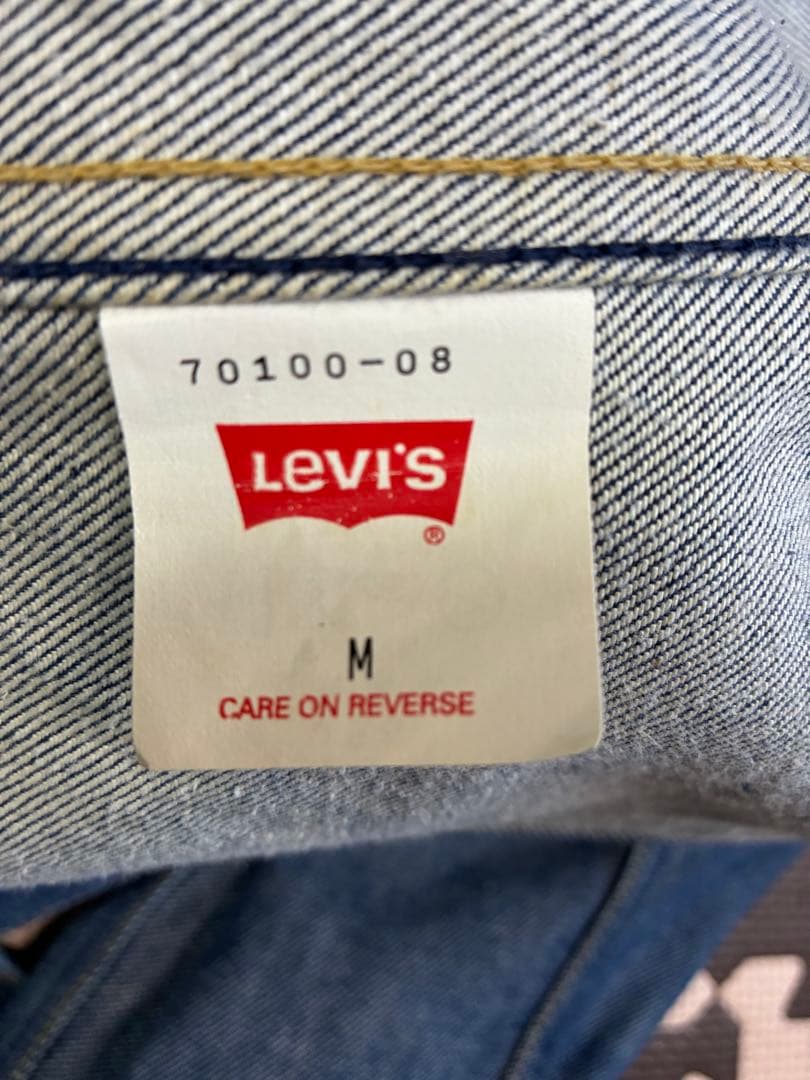 70100-08
LEVI'S
®
M
CARE ON REVERSE